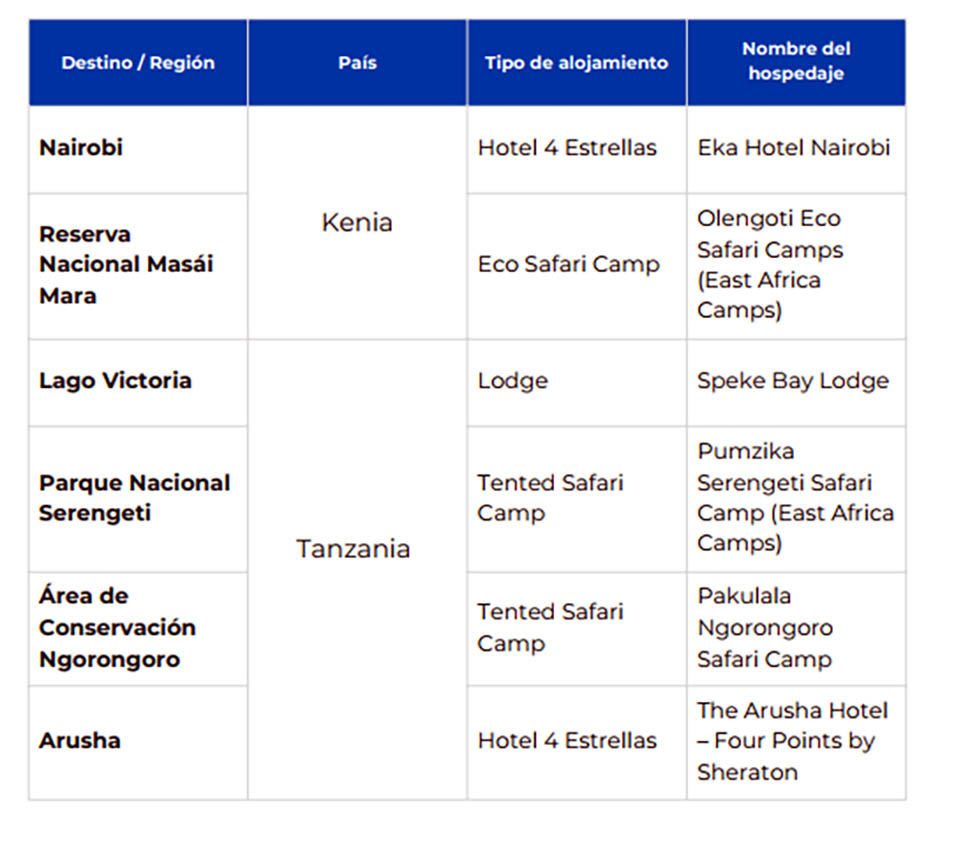 Destino / Región
País
Tipo de alojamiento
Nombre del
hospedaje
Nairobi
Kenia
Hotel 4 Estrellas
Eka Hotel Nairobi
Reserva
Nacional Masái
Mara
Eco Safari Camp
Olengoti Eco
Safari Camps
(East Africa
Camps)
Lago Victoria
Tanzania
Lodge
Speke Bay Lodge
Parque Nacional
Serengeti
Tented Safari
Camp
Pumzika
Serengeti Safari
Camp (East Africa
Camps)
Área de
Conservación
Ngorongoro
Tented Safari
Camp
Pakulala
Ngorongoro
Safari Camp
Arusha
Hotel 4 Estrellas
The Arusha Hotel
– Four Points by
Sheraton